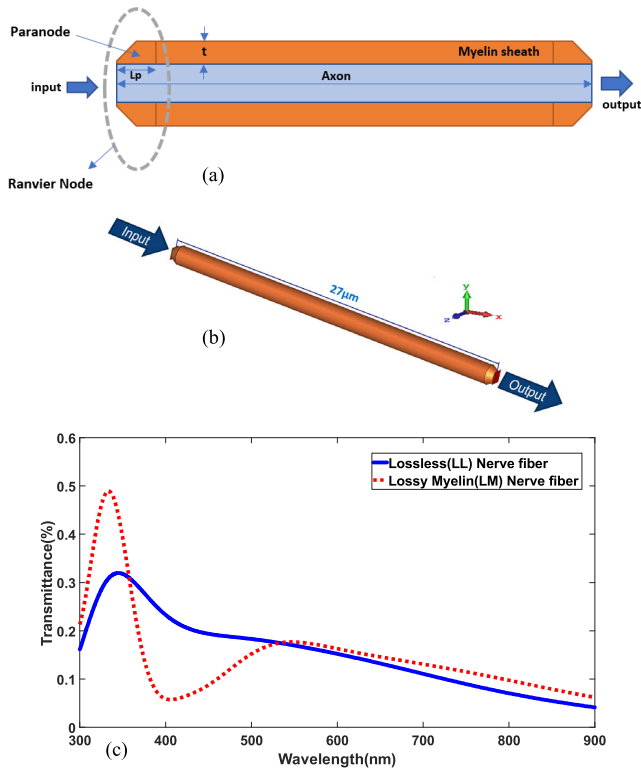 Paranode
t
Myelin sheath
Lp
Axon
input
output
Ranvier Node
(a)
Input
27μm
y
z
x
(b)
Output
0.6
0.5
0.4
0.3
0.2
0.1
0
Transmittance(%)
Lossless(LL) Nerve fiber
Lossy Myelin(LM) Nerve fiber
300 400 500 600 700 800 900
(c)
Wavelength(nm)